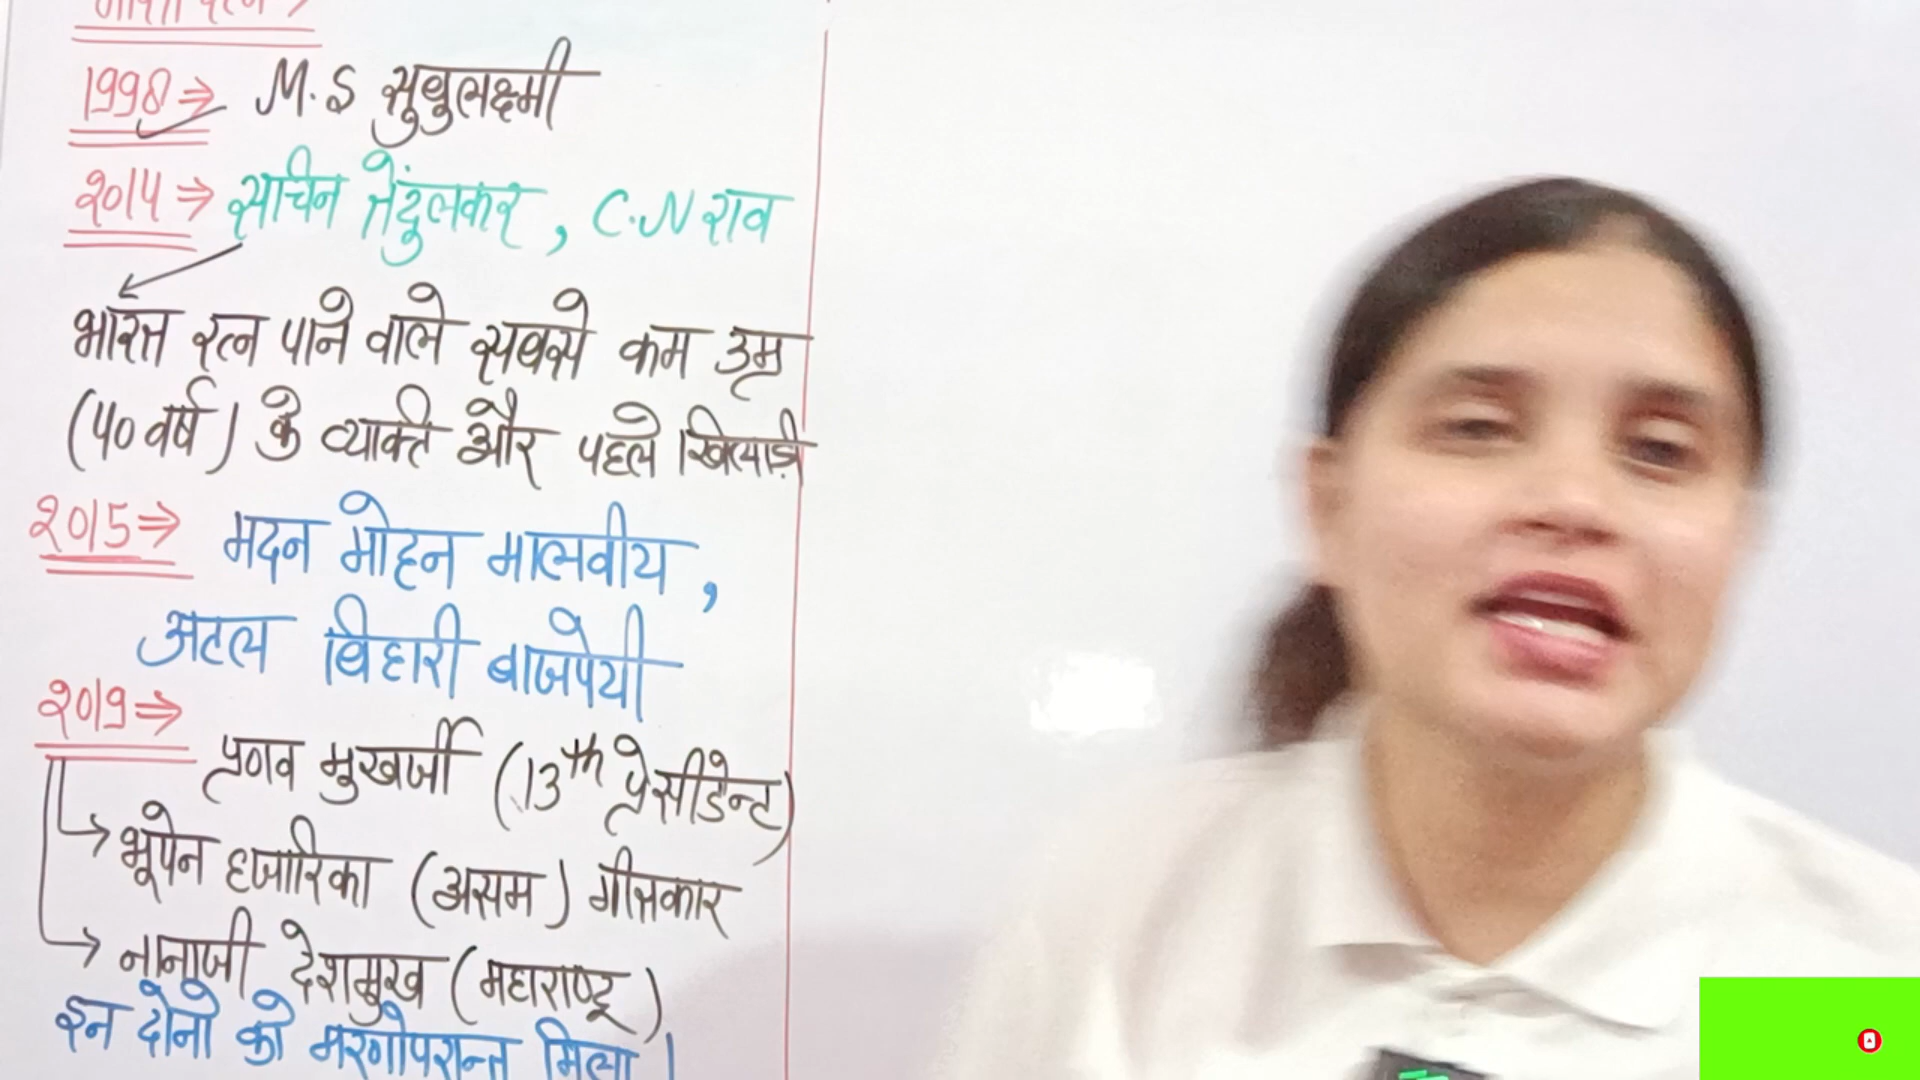 1998⇒ M.S सुबुलक्ष्मी
2014⇒ सचिन तेंदुलकर, C.N राव
भारत रत्न पाने वाले सबसे कम उम्र
(40 वर्ष) के व्यक्ति और पहले खिलाड़ी
2015⇒ मदन मोहन मालवीय,
अटल बिहारी बाजपेयी
2019⇒
प्रणव मुखर्जी (13th प्रेसीडेन्ट)
→ भूपेन हजारिका (असम) गीतकार
→ नानाजी देशमुख (महाराष्ट्र)
इन दोनो को मरणोपरान्त मिला।